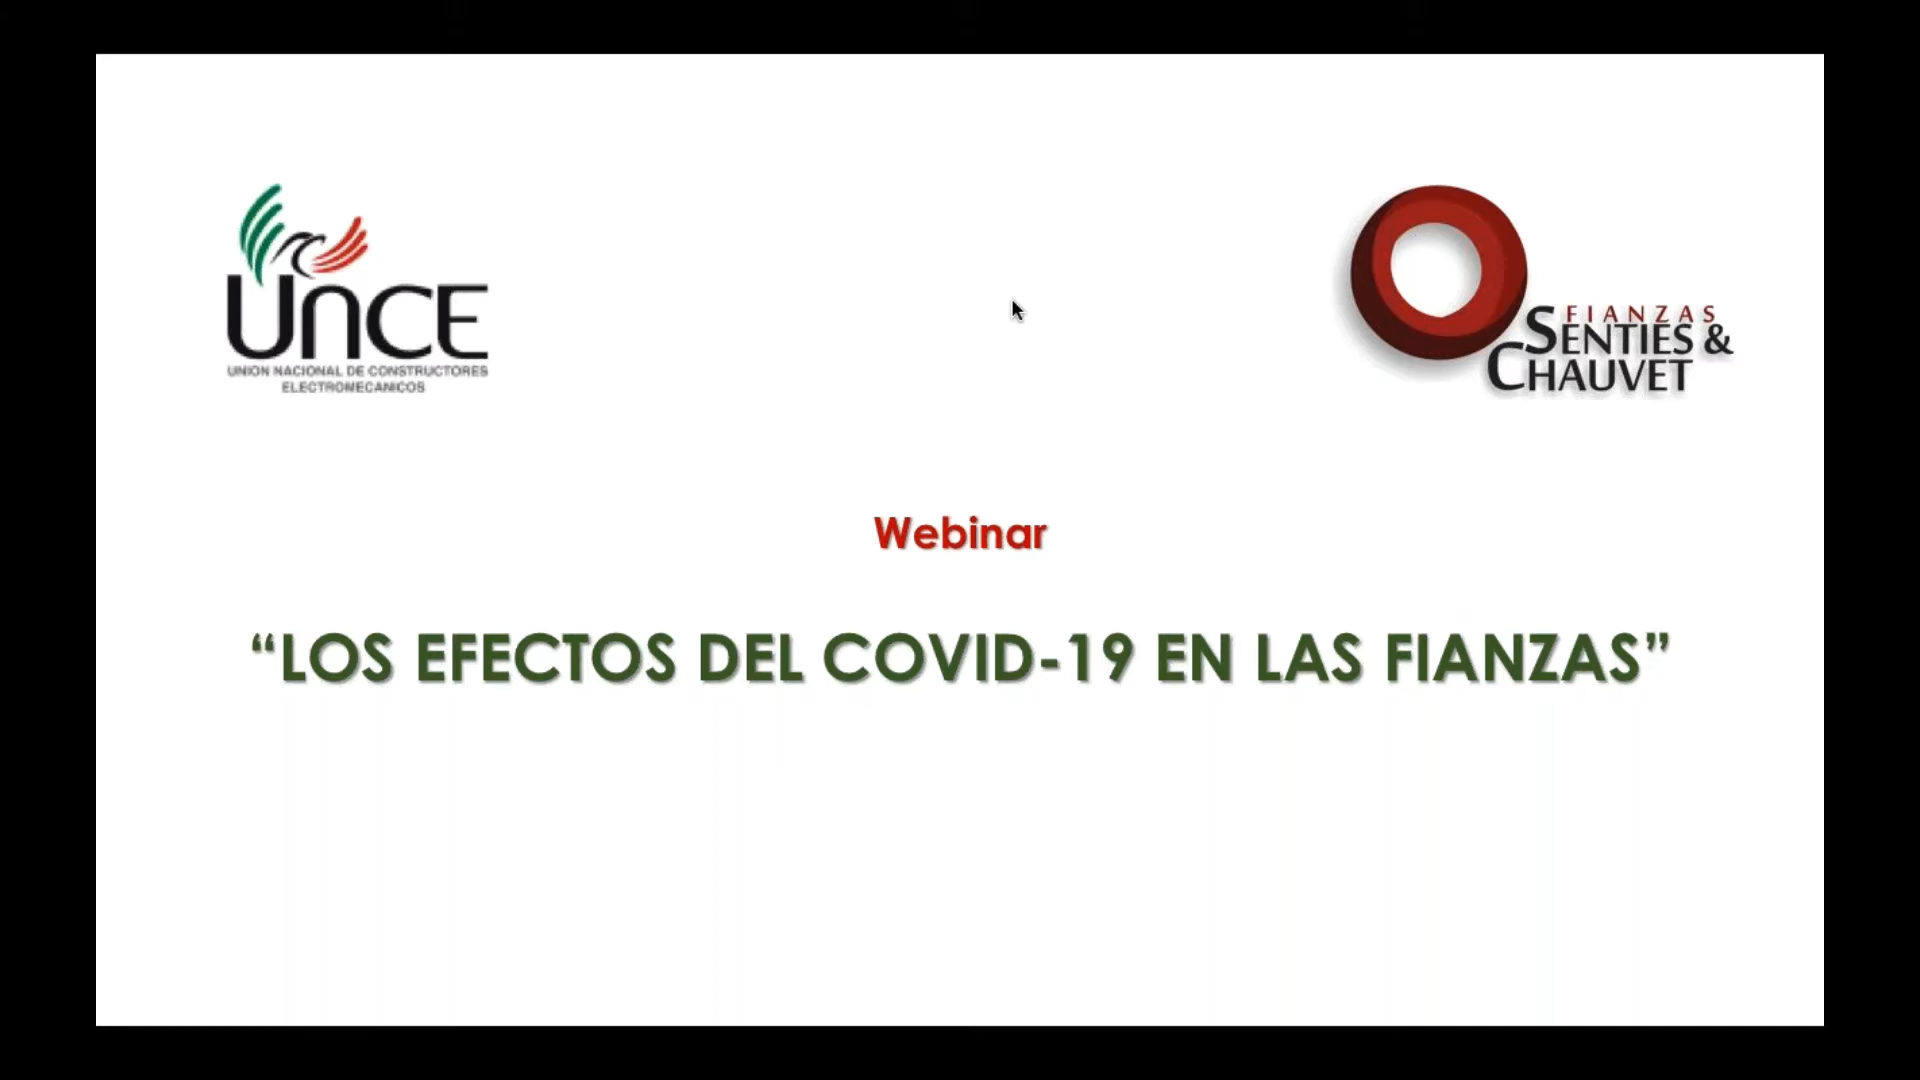 UNCE
UNION NACIONAL DE CONSTRUCTORES
ELECTROMECANICOS
FIANZAS
SENTIES &
CHAUVET
Webinar
“LOS EFECTOS DEL COVID-19 EN LAS FIANZAS”